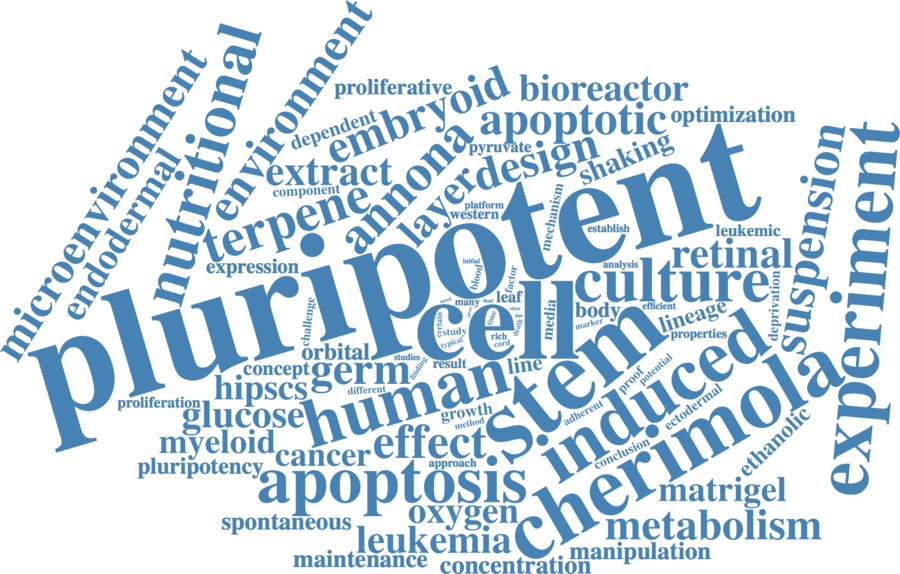 microenvironment
nutritional
environment
endodermal
proliferative
bioreactor
embryoid
dependent
apoptotic
optimization
annona
pyruvate
design
shaking
extract
component
layer
terpene
platform
western
mechanism
establish
leukemic
suspension
experiment
expression
pluripotent
initial
blood
factor
analysis
retinal
culture
deprivation
challenge
many
leaf
media
body
marker
efficient
lineage
properties
cell
certain
study
typical
time
rich
cord
death
orbital
studies
finding
result
line
stem
concept
germ
different
hipscs
human
proof
potential
induced
proliferation
glucose
growth
method
adherent
ectodermal
cherimola
myeloid
cancer
effect
approach
conclusion
ethanolic
pluripotency
apoptosis
matrigel
spontaneous
oxygen
metabolism
leukemia
maintenance
concentration
manipulation